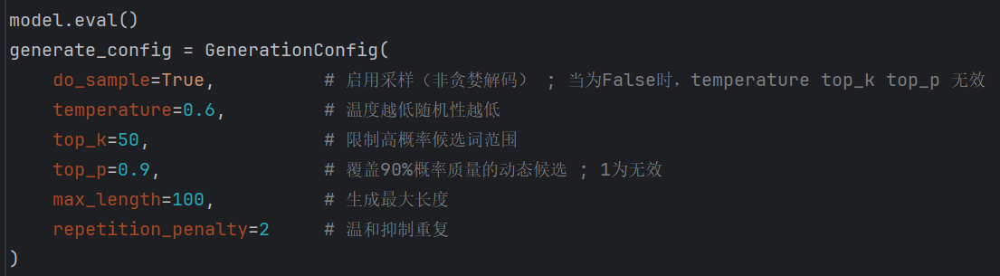 model.eval()
generate_config = GenerationConfig(
    do_sample=True,          # 启用采样（非贪婪解码） ; 当为False时，temperature top_k top_p 无效
    temperature=0.6,         # 温度越低随机性越低
    top_k=50,                # 限制高概率候选词范围
    top_p=0.9,               # 覆盖90%概率质量的动态候选 ; 1为无效
    max_length=100,          # 生成最大长度
    repetition_penalty=2     # 温和抑制重复
)